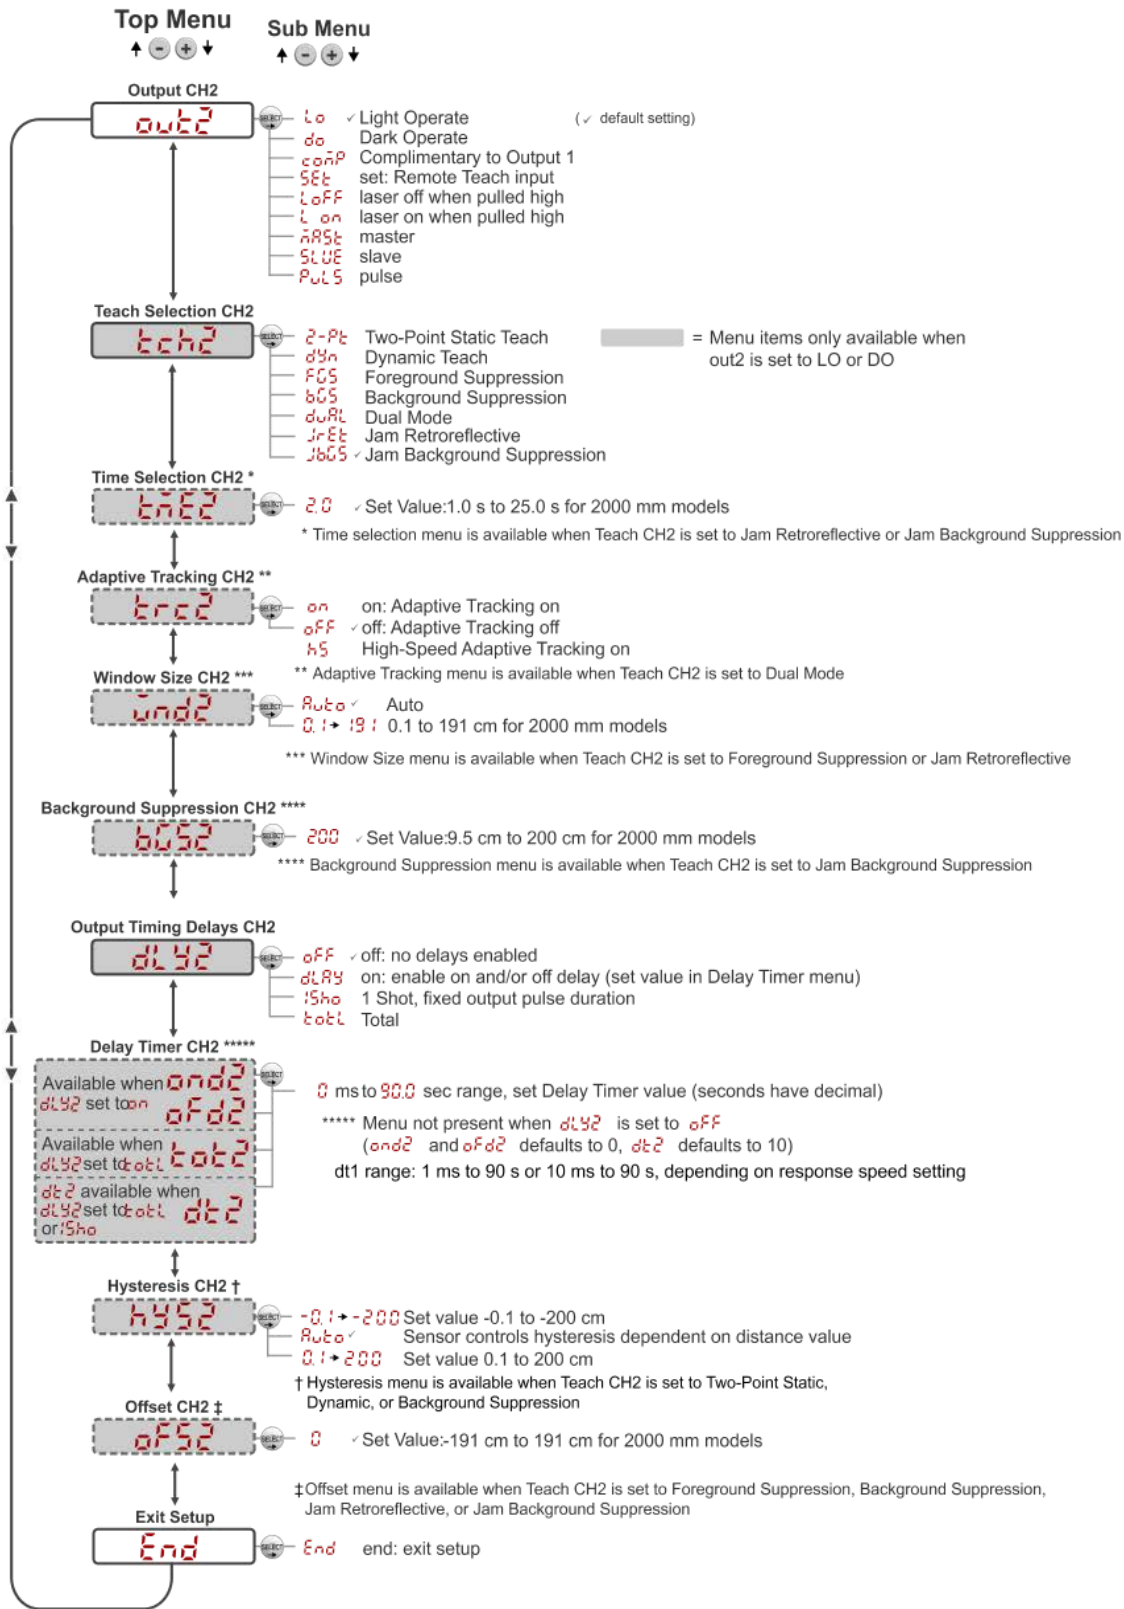 Top Menu
Sub Menu
Output CH2
out2
SELECT
Lo ✓ Light Operate (✓ default setting)
do Dark Operate
comP Complimentary to Output 1
SEt set: Remote Teach input
LoFF laser off when pulled high
L on laser on when pulled high
mASt master
SLUE slave
PuLS pulse
Teach Selection CH2
tch2
SELECT
2-Pt Two-Point Static Teach
= Menu items only available when
out2 is set to LO or DO
dYn Dynamic Teach
FGS Foreground Suppression
bGS Background Suppression
duAL Dual Mode
JrEt Jam Retroreflective
JbGS ✓ Jam Background Suppression
Time Selection CH2 *
tmE2
SELECT
2.0 ✓ Set Value:1.0 s to 25.0 s for 2000 mm models
* Time selection menu is available when Teach CH2 is set to Jam Retroreflective or Jam Background Suppression
Adaptive Tracking CH2 **
trc2
SELECT
on on: Adaptive Tracking on
oFF ✓ off: Adaptive Tracking off
hS High-Speed Adaptive Tracking on
** Adaptive Tracking menu is available when Teach CH2 is set to Dual Mode
Window Size CH2 ***
wnd2
SELECT
Auto ✓ Auto
0.1 → 191 0.1 to 191 cm for 2000 mm models
*** Window Size menu is available when Teach CH2 is set to Foreground Suppression or Jam Retroreflective
Background Suppression CH2 ****
bGS2
SELECT
200 ✓ Set Value:9.5 cm to 200 cm for 2000 mm models
**** Background Suppression menu is available when Teach CH2 is set to Jam Background Suppression
Output Timing Delays CH2
dLY2
SELECT
oFF ✓ off: no delays enabled
dLAY on: enable on and/or off delay (set value in Delay Timer menu)
1Sho 1 Shot, fixed output pulse duration
totL Total
Delay Timer CH2 *****
Available when
dLY2 set to on
ond2
oFd2
SELECT
Available when
dLY2 set to totL
tot2
dt2 available when
dLY2 set to totL
or 1Sho
dt2
0 ms to 90.0 sec range, set Delay Timer value (seconds have decimal)
***** Menu not present when dLY2 is set to oFF
(ond2 and oFd2 defaults to 0, dt2 defaults to 10)
dt1 range: 1 ms to 90 s or 10 ms to 90 s, depending on response speed setting
Hysteresis CH2 †
hYS2
SELECT
-0.1 → -200 Set value -0.1 to -200 cm
Auto ✓ Sensor controls hysteresis dependent on distance value
0.1 → 200 Set value 0.1 to 200 cm
† Hysteresis menu is available when Teach CH2 is set to Two-Point Static,
Dynamic, or Background Suppression
Offset CH2 ‡
oFS2
SELECT
0 ✓ Set Value:-191 cm to 191 cm for 2000 mm models
‡Offset menu is available when Teach CH2 is set to Foreground Suppression, Background Suppression,
Jam Retroreflective, or Jam Background Suppression
Exit Setup
End
SELECT
End end: exit setup